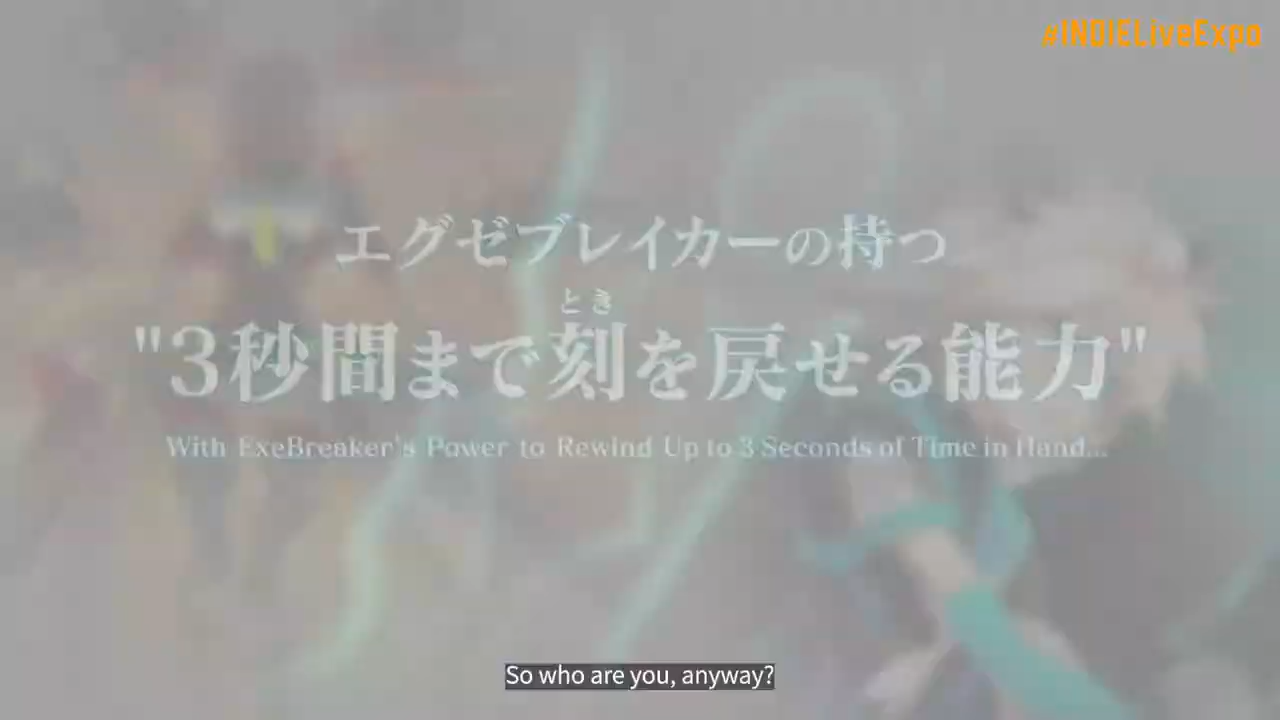 #INDIELiveExpo
エグゼブレイカーの持つ
とき
"3秒間まで刻を戻せる能力"
With ExeBreaker's Power to Rewind Up to 3 Seconds of Time in Hand...
So who are you, anyway?